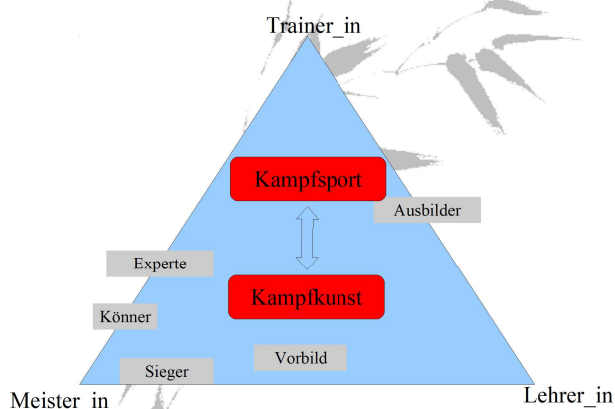 Trainer_in
Kampfsport
Ausbilder
Experte
Kampfkunst
Könner
Vorbild
Sieger
Meister_in
Lehrer_in